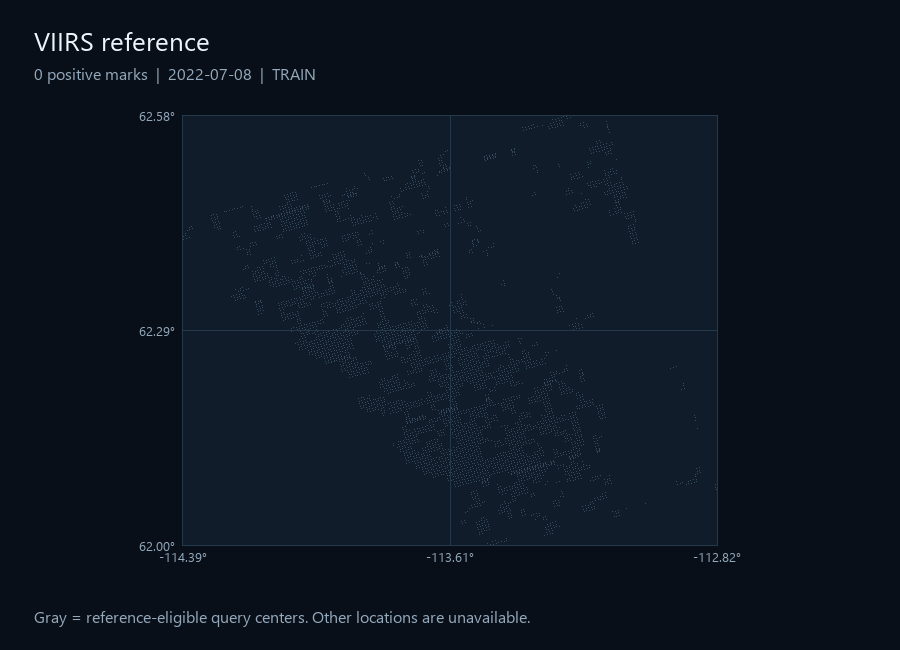 VIIRS reference
0 positive marks | 2022-07-08 | TRAIN
62.58°
62.29°
62.00°
-114.39°
-113.61°
-112.82°
Gray = reference-eligible query centers. Other locations are unavailable.